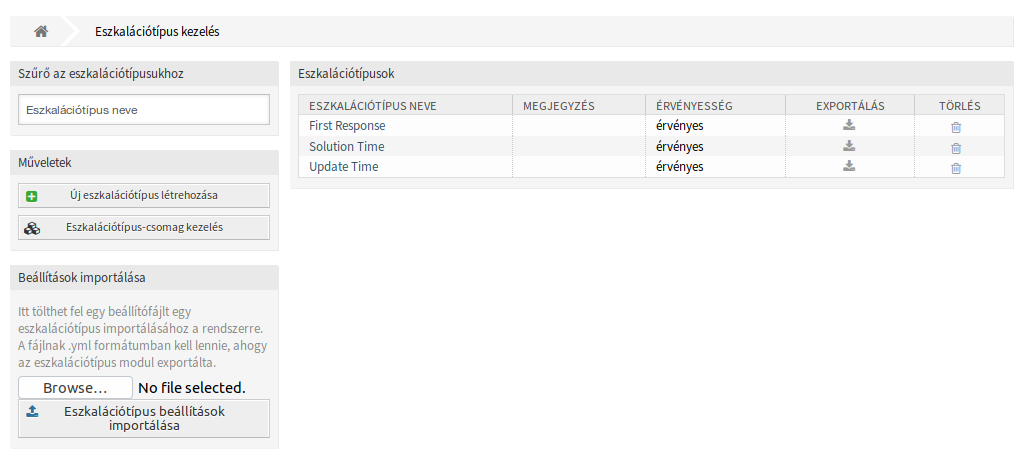 Eszkalációtípus kezelés
Szűrő az eszkalációtípusukhoz
Eszkalációtípus neve
Műveletek
Új eszkalációtípus létrehozása
Eszkalációtípus-csomag kezelés
Beállítások importálása
Itt tölthet fel egy beállítófájlt egy
eszkalációtípus importálásához a rendszerre.
A fájlnak .yml formátumban kell lennie, ahogy
az eszkalációtípus modul exportálta.
Browse... No file selected.
Eszkalációtípus beállítások
importálása
Eszkalációtípusok
ESZKALÁCIÓTÍPUS NEVE MEGJEGYZÉS ÉRVÉNYESSÉG EXPORTÁLÁS TÖRLÉS
First Response érvényes
Solution Time érvényes
Update Time érvényes